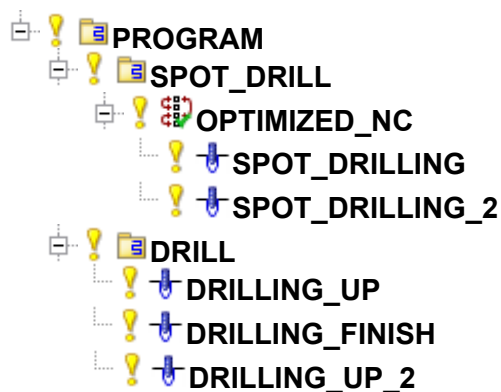 PROGRAM
SPOT_DRILL
OPTIMIZED_NC
SPOT_DRILLING
SPOT_DRILLING_2
DRILL
DRILLING_UP
DRILLING_FINISH
DRILLING_UP_2